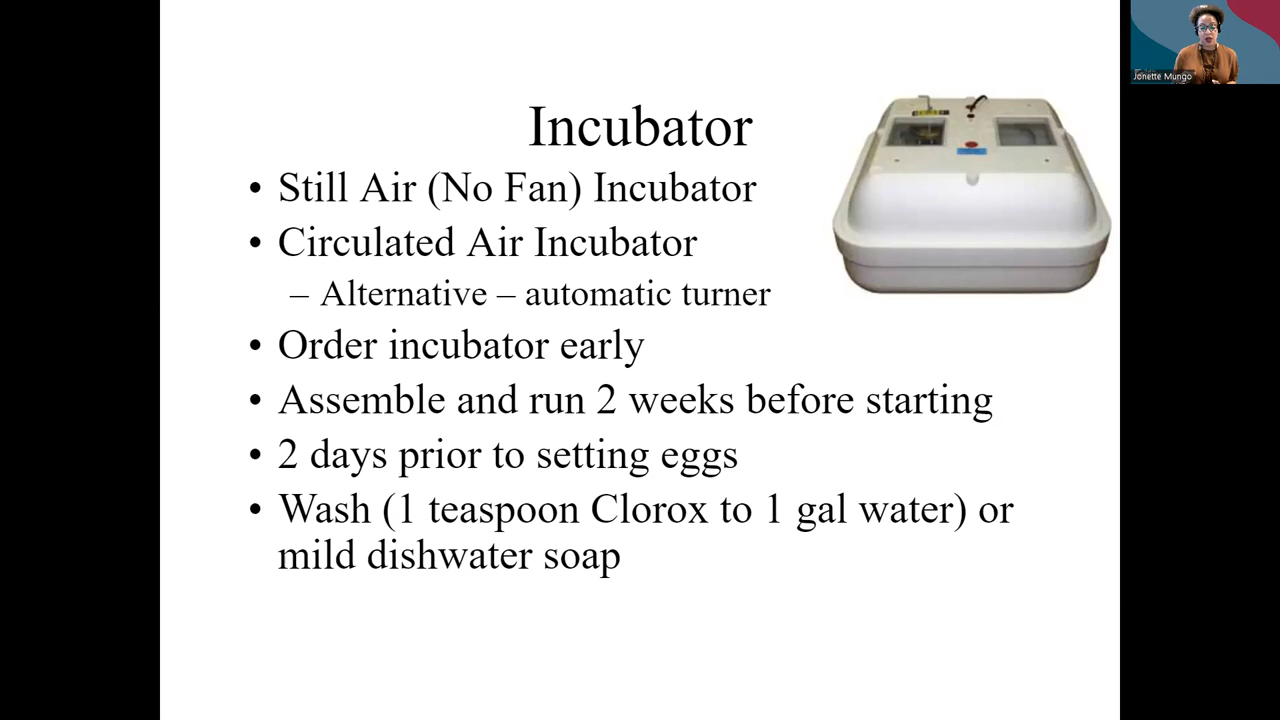 Incubator
• Still Air (No Fan) Incubator
• Circulated Air Incubator
– Alternative – automatic turner
• Order incubator early
• Assemble and run 2 weeks before starting
• 2 days prior to setting eggs
• Wash (1 teaspoon Clorox to 1 gal water) or
mild dishwater soap
Jonette Mungo